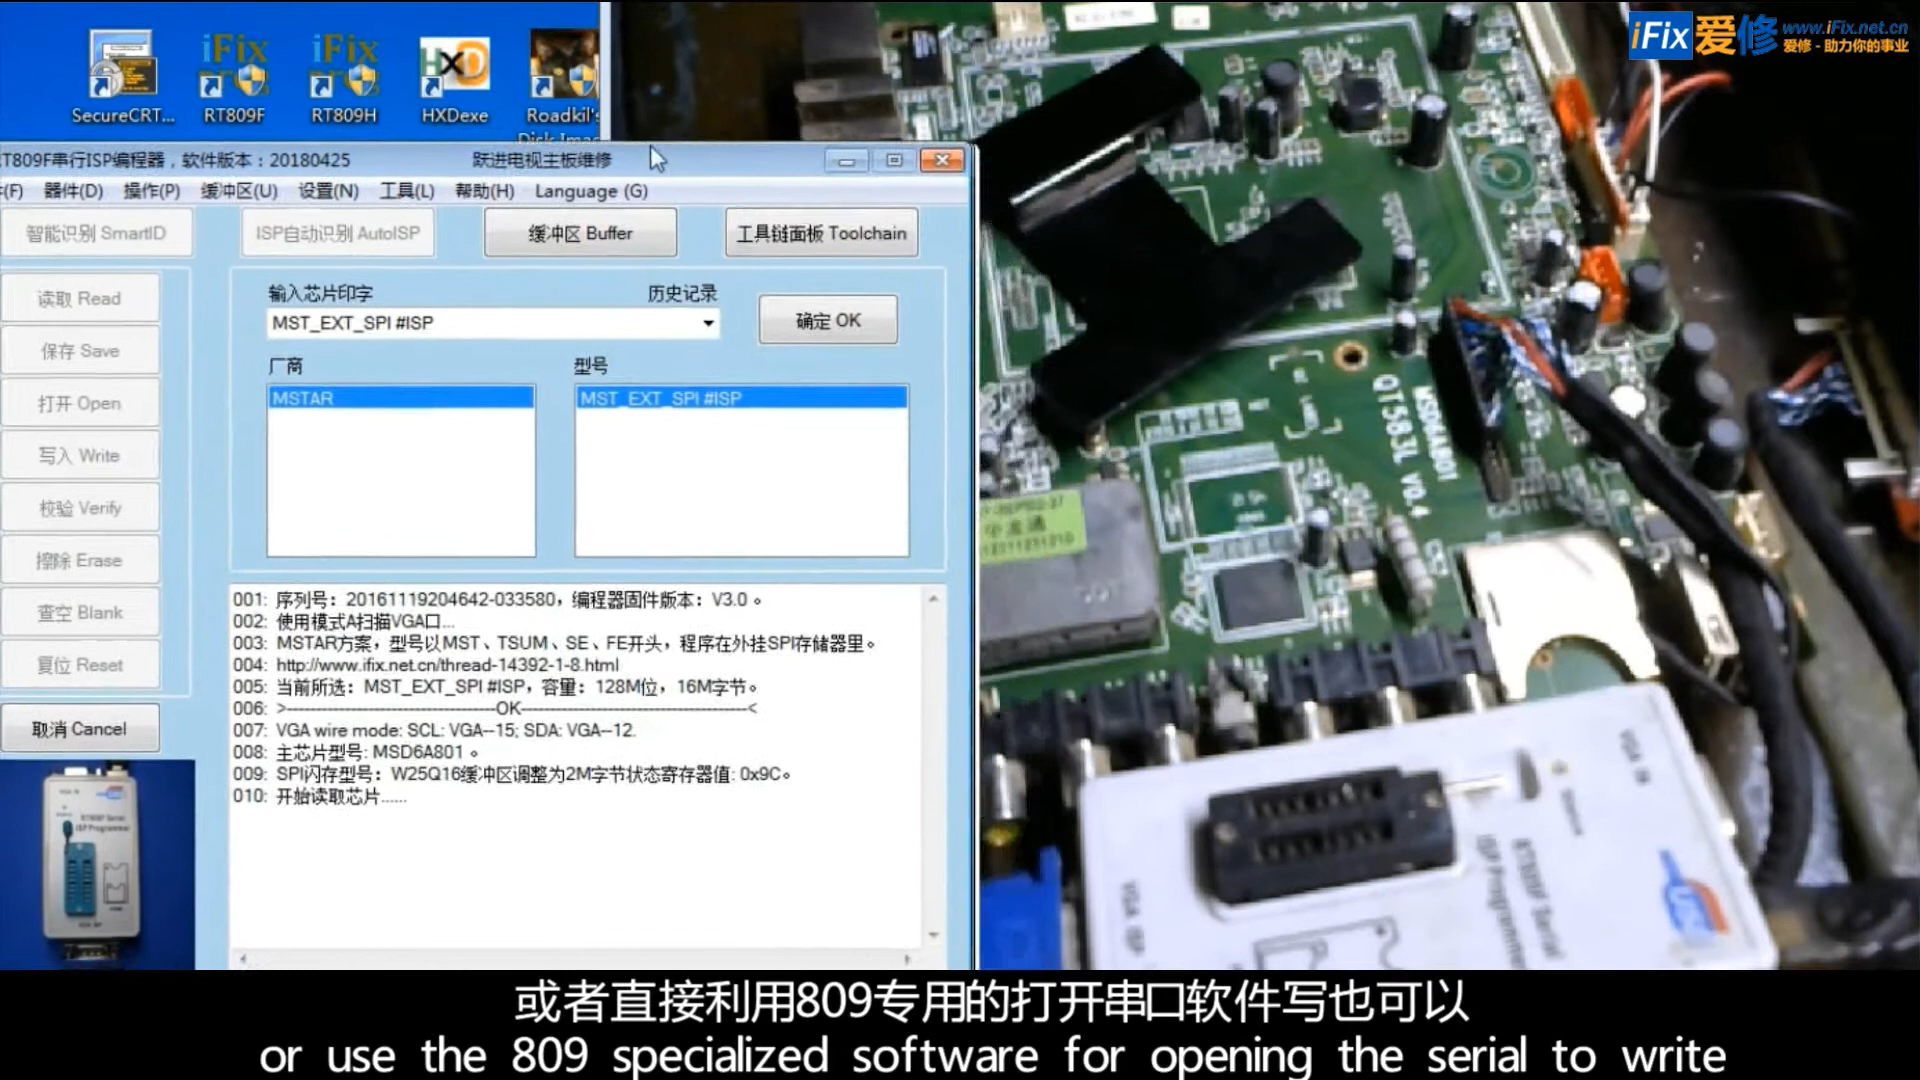 iFix爱修 www.iFix.net.cn
爱修 - 助力你的事业
SecureCRT... RT809F RT809H HXDexe Roadkil's
T809F串行ISP编程器，软件版本：20180425 跃进电视主板维修
(F) 器件(D) 操作(P) 缓冲区(U) 设置(N) 工具(L) 帮助(H) Language (G)
智能识别 SmartID ISP自动识别 AutoISP 缓冲区 Buffer 工具链面板 Toolchain
读取 Read
保存 Save
打开 Open
写入 Write
校验 Verify
擦除 Erase
查空 Blank
复位 Reset
取消 Cancel
输入芯片印字 历史记录
MST_EXT_SPI #ISP
确定 OK
厂商 型号
MSTAR MST_EXT_SPI #ISP
001: 序列号：20161119204642-033580，编程器固件版本：V3.0。
002: 使用模式A扫描VGA口...
003: MSTAR方案，型号以MST、TSUM、SE、FE开头，程序在外挂SPI存储器里。
004: http://www.ifix.net.cn/thread-14392-1-8.html
005: 当前所选：MST_EXT_SPI #ISP，容量：128M位，16M字节。
006: >----------------------------------OK----------------------------------<
007: VGA wire mode: SCL: VGA--15; SDA: VGA--12.
008: 主芯片型号: MSD6A801。
009: SPI闪存型号：W25Q16缓冲区调整为2M字节状态寄存器值: 0x9C。
010: 开始读取芯片......
MSD6A801
QT583L V0.4
VGA IN
RT809F Serial
ISP Programmer
VGA ISP
或者直接利用809专用的打开串口软件写也可以
or use the 809 specialized software for opening the serial to write